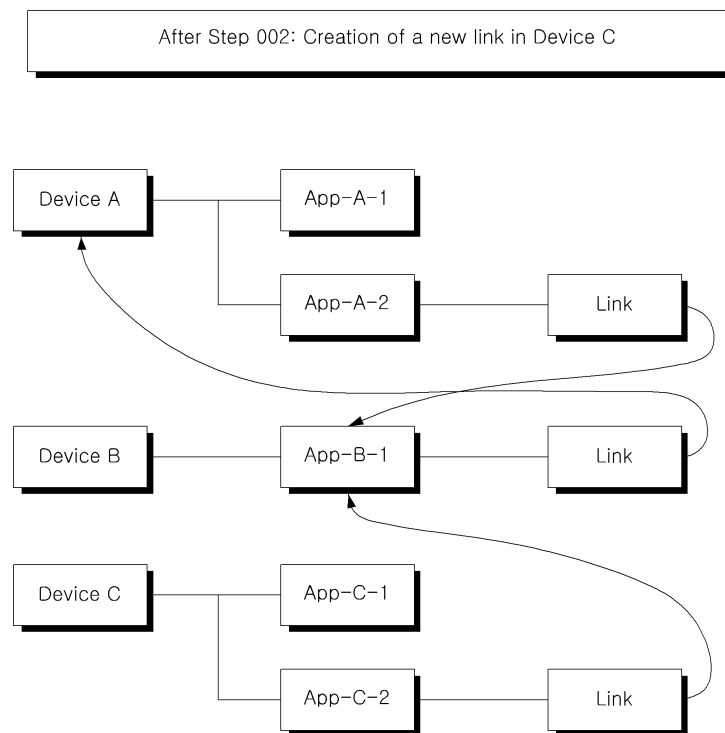 After Step 002: Creation of a new link in Device C
Device A
App-A-1
App-A-2
Link
Device B
App-B-1
Link
Device C
App-C-1
App-C-2
Link